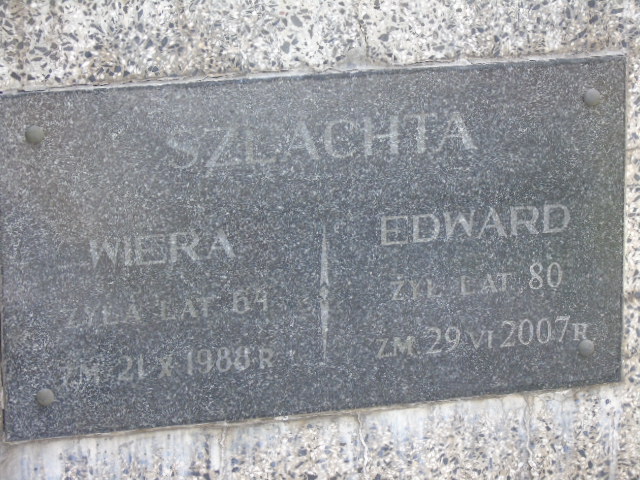 SZLACHTA
WIERA
ŻYŁA LAT 64
ZM. 21 X 1988 R
EDWARD
ŻYŁ LAT 80
ZM. 29 VI 2007 R